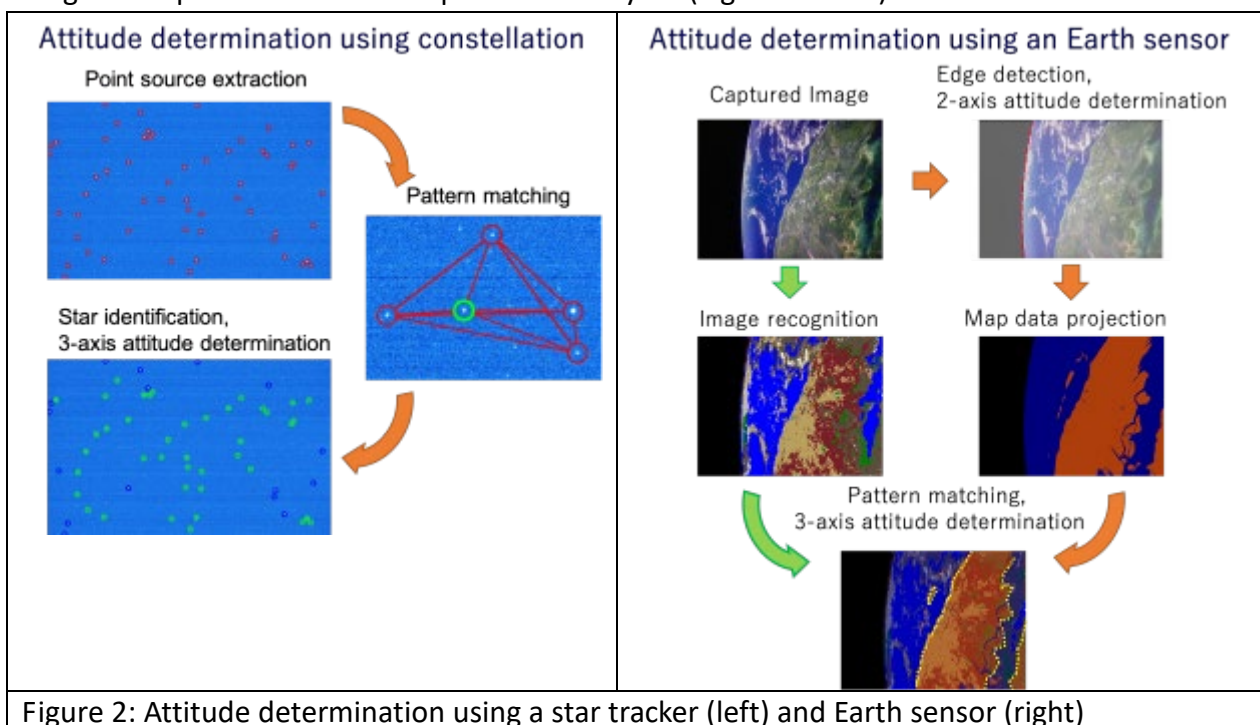 Attitude determination using constellation
Point source extraction
Pattern matching
Star identification,
3-axis attitude determination
Attitude determination using an Earth sensor
Captured Image
Edge detection,
2-axis attitude determination
Image recognition
Map data projection
Pattern matching,
3-axis attitude determination
Figure 2: Attitude determination using a star tracker (left) and Earth sensor (right)